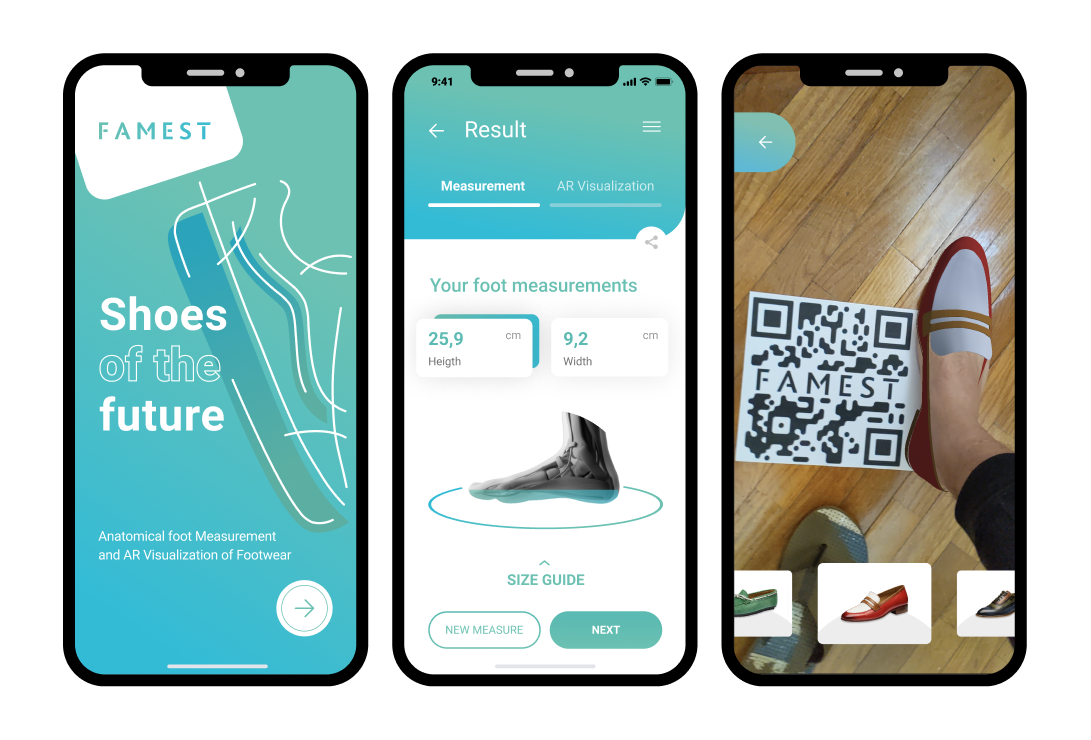 FAMEST
Shoes
of the
future
Anatomical foot Measurement
and AR Visualization of Footwear
9:41
Result
Measurement
AR Visualization
Your foot measurements
25,9 cm
Heigth
9,2 cm
Width
SIZE GUIDE
NEW MEASURE
NEXT
FAMEST